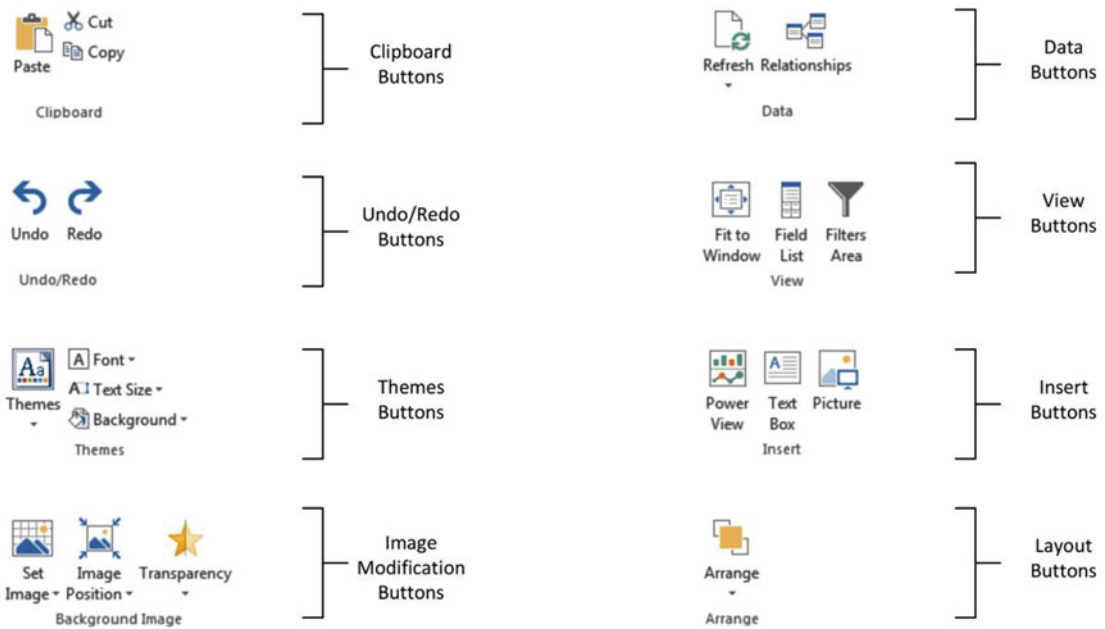 Cut
Copy
Paste
Clipboard
Clipboard
Buttons
Refresh Relationships
Data
Data
Buttons
Undo Redo
Undo/Redo
Undo/Redo
Buttons
Fit to Field Filters
Window List Area
View
View
Buttons
Themes
Font
Text Size
Background
Themes
Themes
Buttons
Power Text Picture
View Box
Insert
Insert
Buttons
Set Image Transparency
Image Position
Background Image
Image
Modification
Buttons
Arrange
Arrange
Layout
Buttons